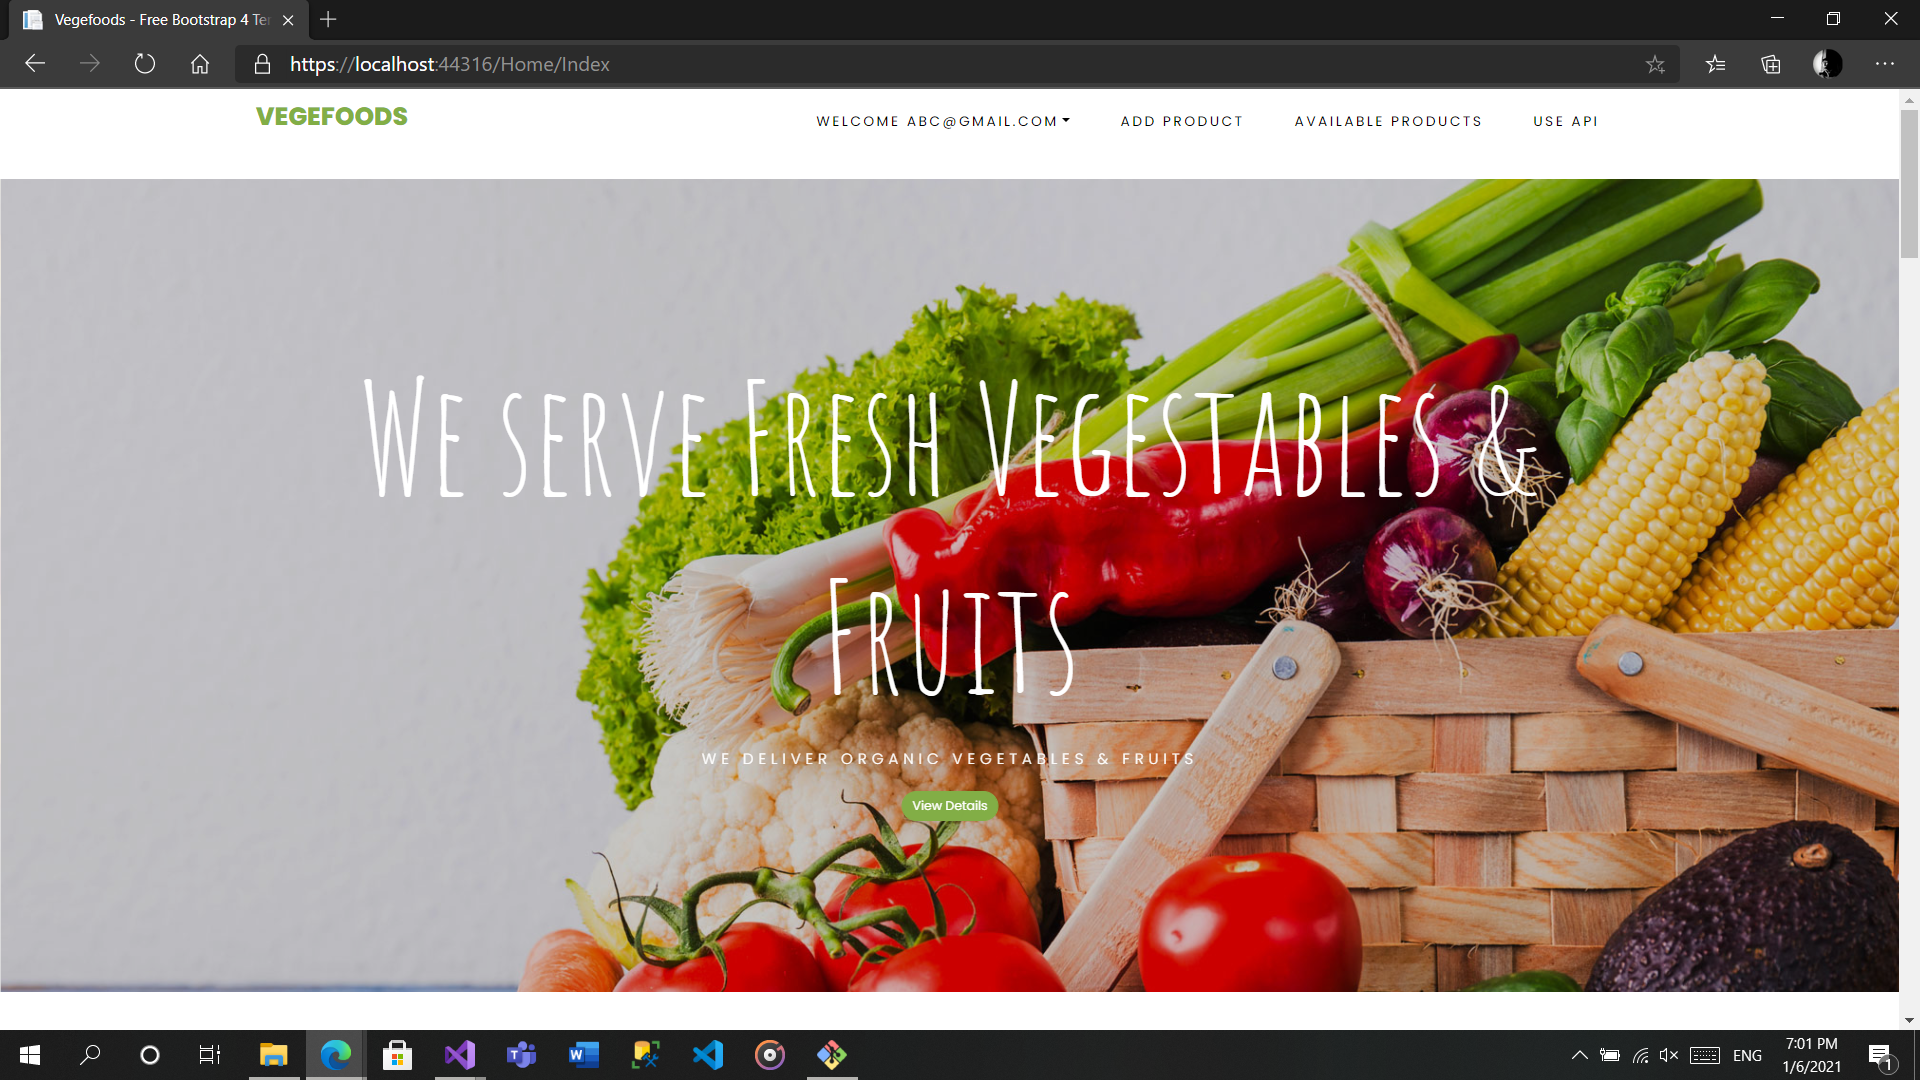 Vegefoods - Free Bootstrap 4 Te
https://localhost:44316/Home/Index
VEGEFOODS
WELCOME ABC@GMAIL.COM
ADD PRODUCT
AVAILABLE PRODUCTS
USE API
WE SERVE FRESH VEGESTABLES &
FRUITS
WE DELIVER ORGANIC VEGETABLES & FRUITS
View Details
ENG
7:01 PM
1/6/2021
1